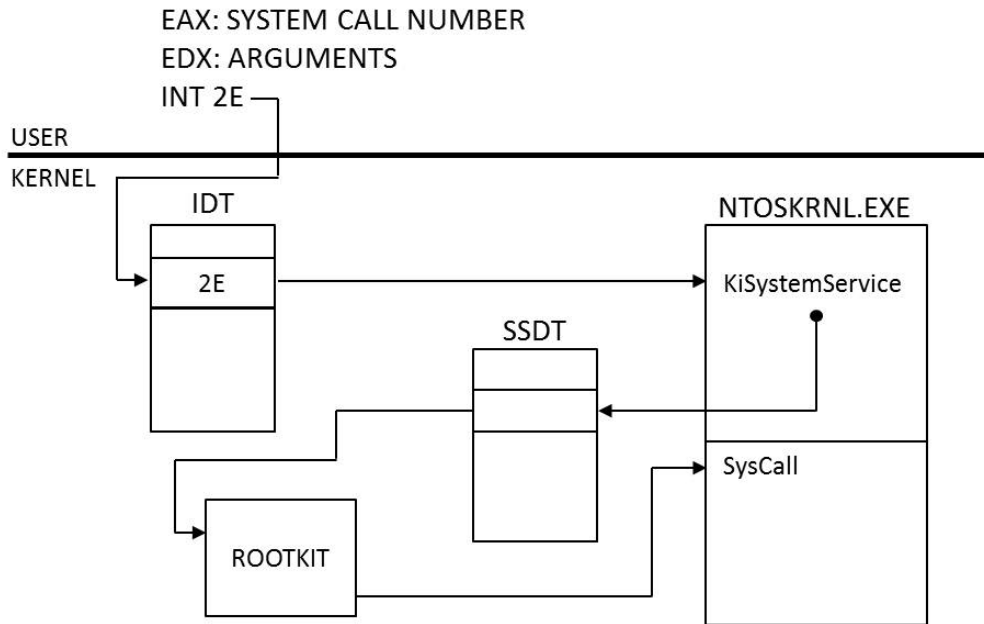 EAX: SYSTEM CALL NUMBER
EDX: ARGUMENTS
INT 2E
USER
KERNEL
IDT
NTOSKRNL.EXE
2E
KiSystemService
SSDT
SysCall
ROOTKIT